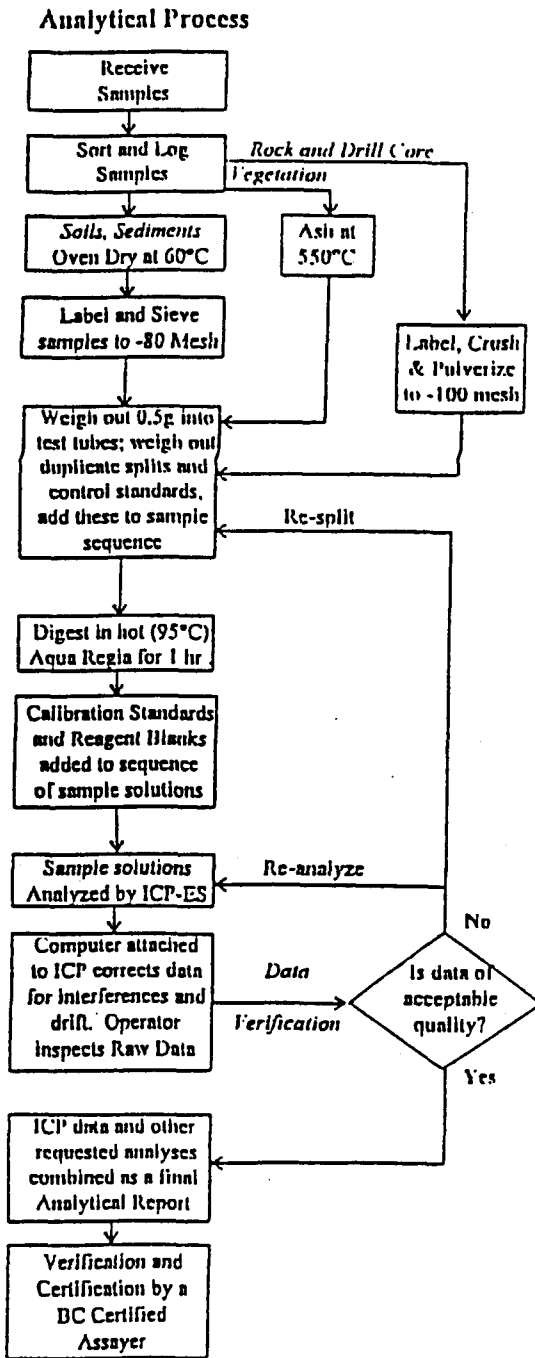 Analytical Process
Receive
Samples
Sort and Log
Samples
Rock and Drill Core
Vegetation
Soils, Sediments
Oven Dry at 60°C
Ash at
550°C
Label and Sieve
samples to -80 Mesh
Label, Crush
& Pulverize
to -100 mesh
Weigh out 0.5g into
test tubes; weigh out
duplicate splits and
control standards,
add these to sample
sequence
Re-split
Digest in hot (95°C)
Aqua Regia for 1 hr.
Calibration Standards
and Reagent Blanks
added to sequence
of sample solutions
Sample solutions
Analyzed by ICP-ES
Re-analyze
No
Computer attached
to ICP corrects data
for interferences and
drift. Operator
inspects Raw Data
Data
Verification
Is data of
acceptable
quality?
Yes
ICP data and other
requested analyses
combined as a final
Analytical Report
Verification and
Certification by a
BC Certified
Assayer